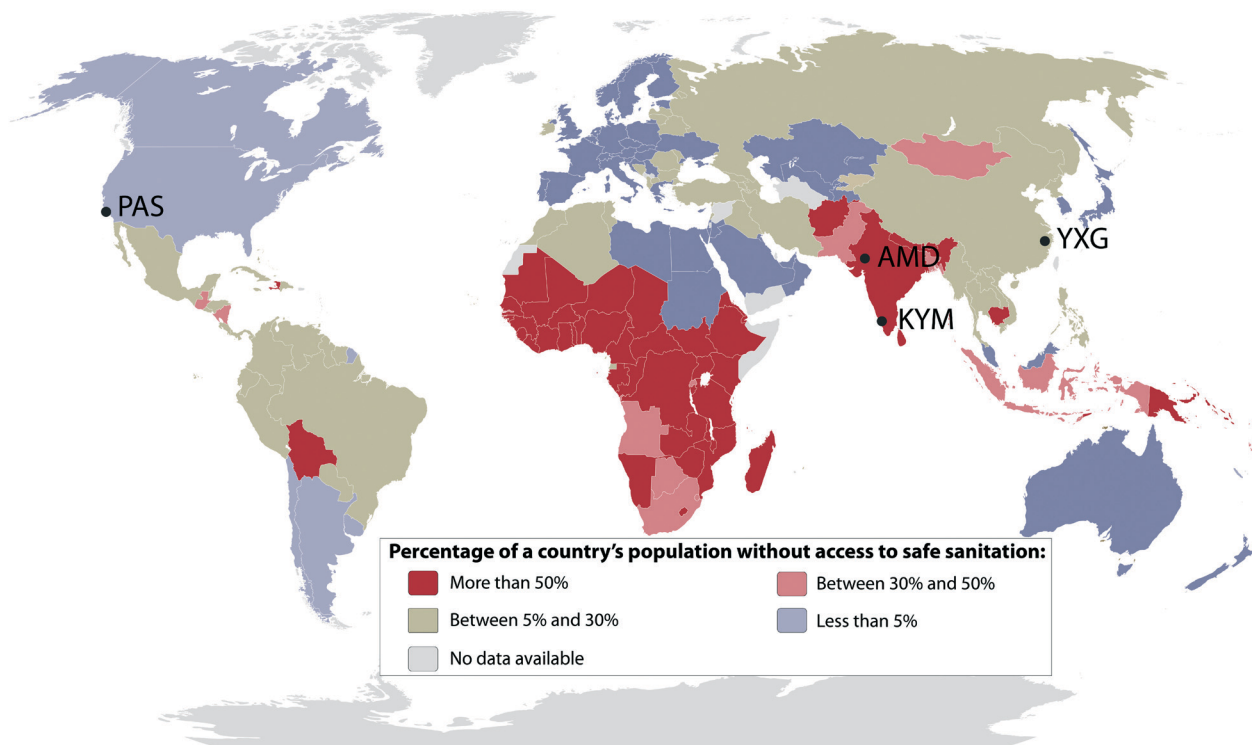 PAS
YXG
AMD
KYM
Percentage of a country’s population without access to safe sanitation:
More than 50%
Between 30% and 50%
Between 5% and 30%
Less than 5%
No data available